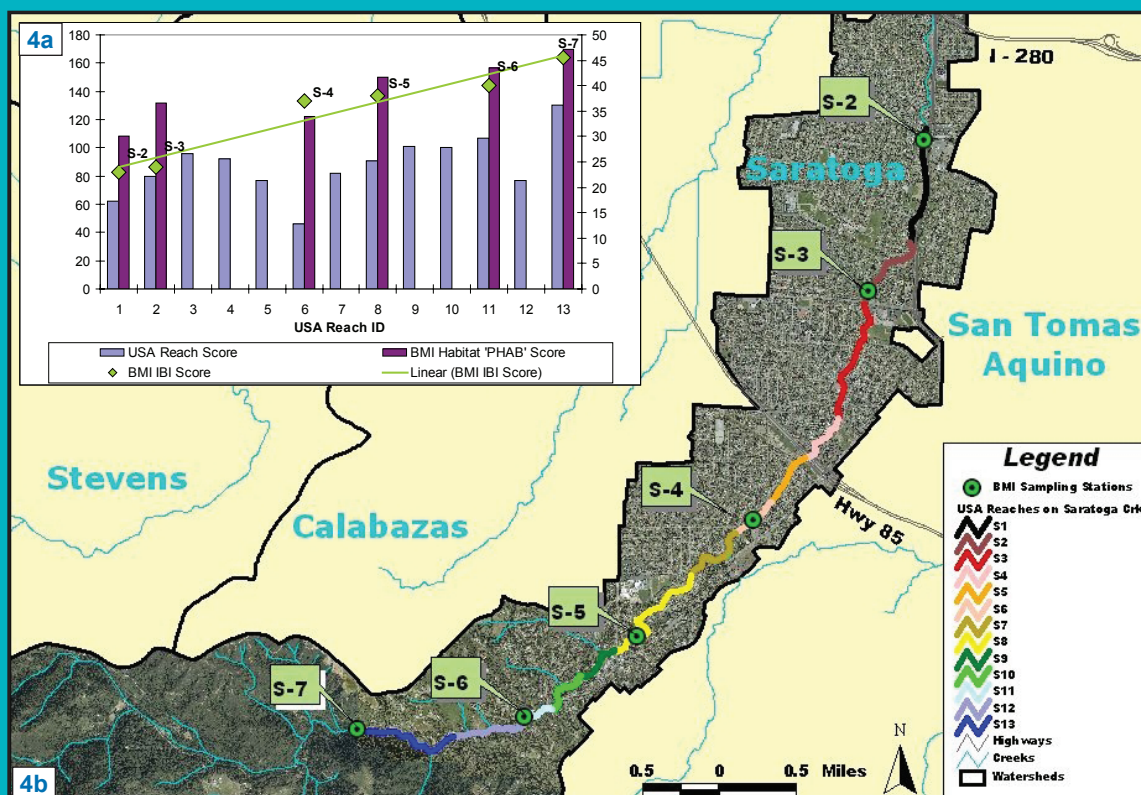 4a
180
160
140
120
100
80
60
40
20
0
50
45
40
35
30
25
20
15
10
5
0
S-2
S-3
S-4
S-5
S-6
S-7
1 2 3 4 5 6 7 8 9 10 11 12 13
USA Reach ID
USA Reach Score
BMI Habitat 'PHAB' Score
BMI IBI Score
Linear (BMI IBI Score)
I - 280
S-2
Saratoga
S-3
San Tomas
Aquino
Stevens
Calabazas
S-4
Hwy 85
S-5
S-6
S-7
Legend
BMI Sampling Stations
USA Reaches on Saratoga Crk
S1
S2
S3
S4
S5
S6
S7
S8
S9
S10
S11
S12
S13
Highways
Creeks
Watersheds
N
0.5 0 0.5 Miles
4b